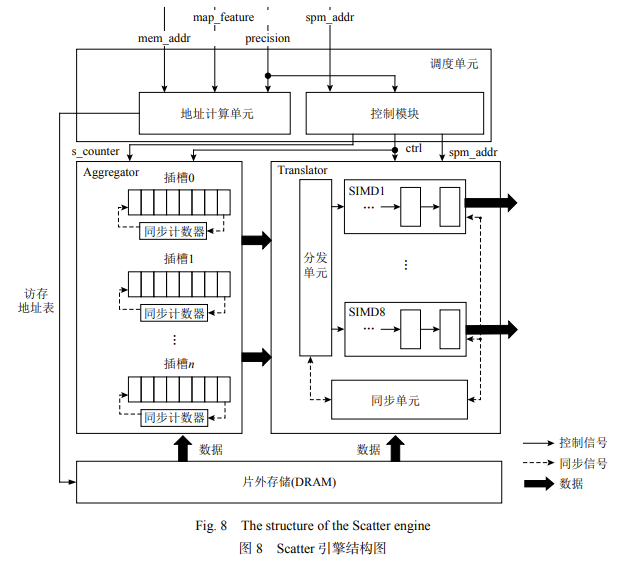 map_feature
spm_addr
mem_addr
precision
调度单元
地址计算单元
控制模块
s_counter
ctrl
spm_addr
Aggregator
插槽0
同步计数器
插槽1
同步计数器
⋮
插槽n
同步计数器
Translator
分发
单元
SIMD1
…
⋮
SIMD8
…
同步单元
访存
地址表
数据
数据
片外存储(DRAM)
控制信号
同步信号
数据
Fig. 8 The structure of the Scatter engine
图 8 Scatter 引擎结构图